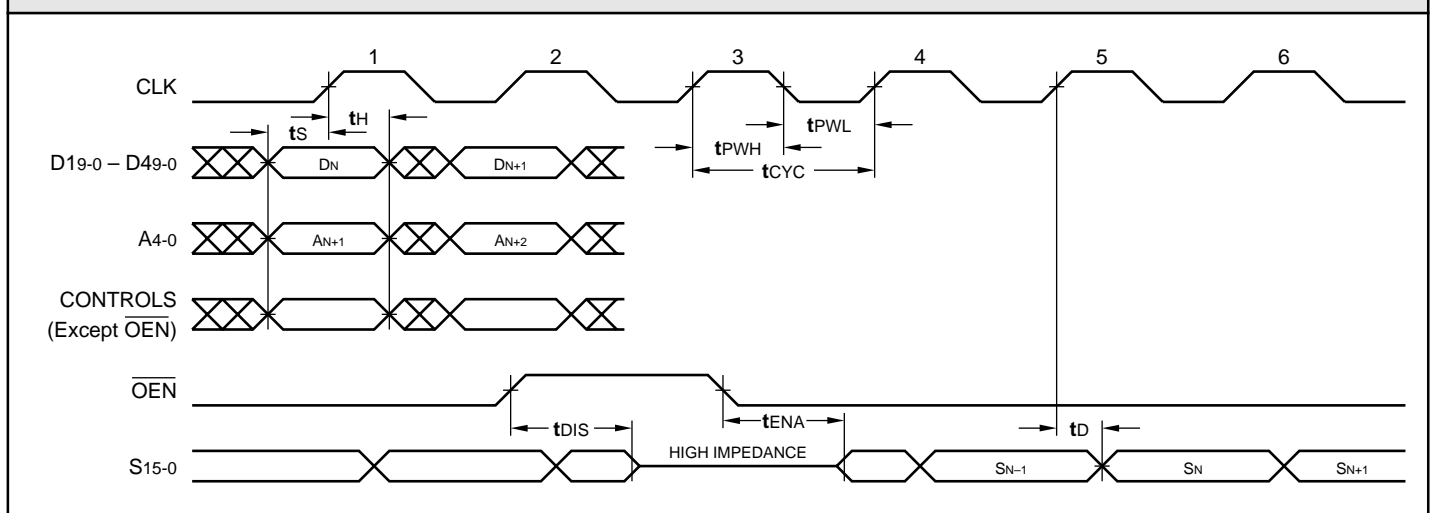 1 2 3 4 5 6
CLK
tS tH
tPWL
tPWH
tCYC
D19-0 – D49-0 DN DN+1
A4-0 AN+1 AN+2
CONTROLS
(Except OEN)
OEN
tDIS tENA tD
S15-0 HIGH IMPEDANCE SN–1 SN SN+1